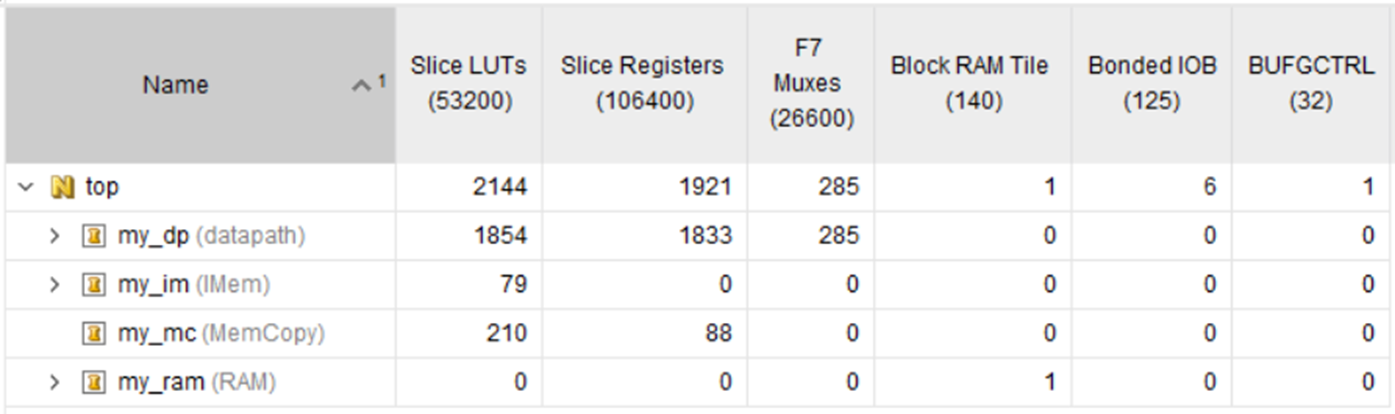 Name 1 Slice LUTs (53200) Slice Registers (106400) F7 Muxes (26600) Block RAM Tile (140) Bonded IOB (125) BUFGCTRL (32)
N top 2144 1921 285 1 6 1
my_dp (datapath) 1854 1833 285 0 0 0
my_im (IMem) 79 0 0 0 0 0
my_mc (MemCopy) 210 88 0 0 0 0
my_ram (RAM) 0 0 0 1 0 0